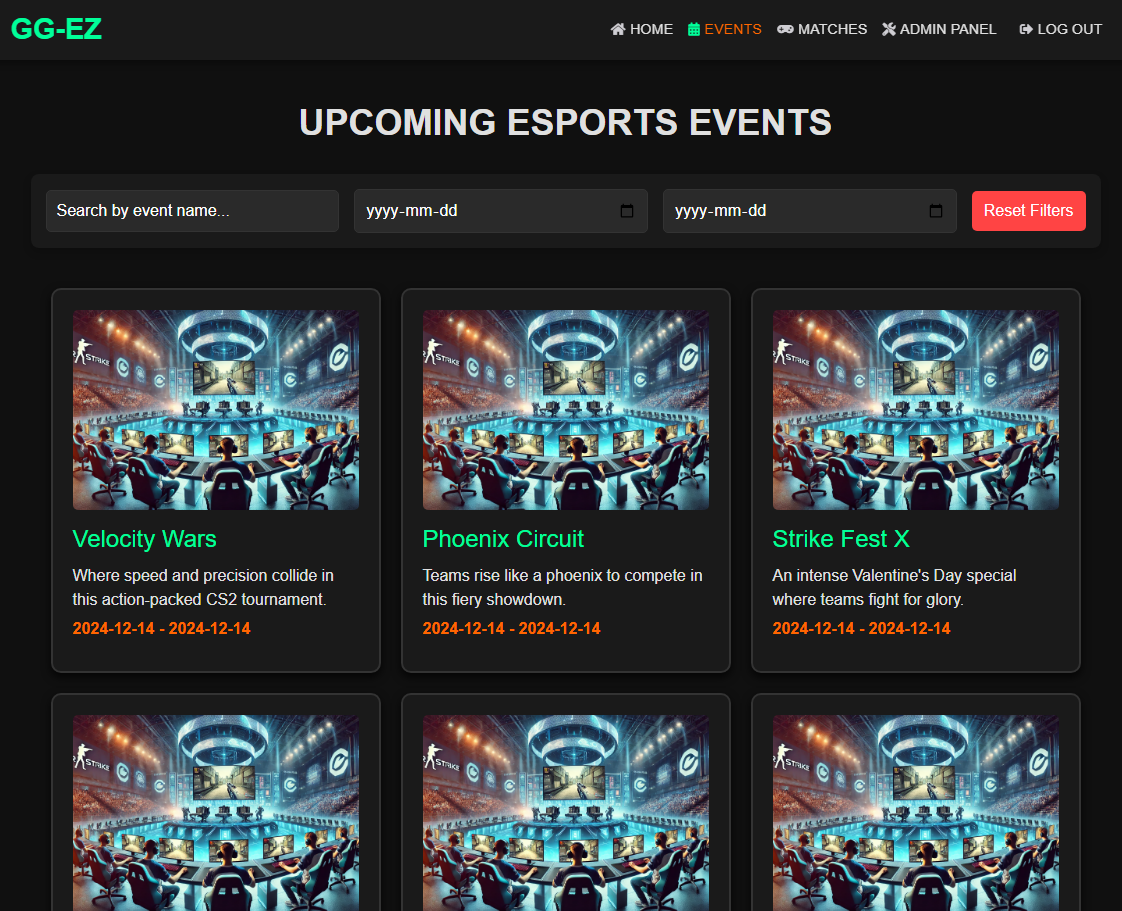 GG-EZ
HOME EVENTS MATCHES ADMIN PANEL LOG OUT
UPCOMING ESPORTS EVENTS
Search by event name... yyyy-mm-dd yyyy-mm-dd Reset Filters
STRIKE STRIKE STRIKE
Velocity Wars
Where speed and precision collide in
this action-packed CS2 tournament.
2024-12-14 - 2024-12-14
Phoenix Circuit
Teams rise like a phoenix to compete in
this fiery showdown.
2024-12-14 - 2024-12-14
Strike Fest X
An intense Valentine's Day special
where teams fight for glory.
2024-12-14 - 2024-12-14
STRIKE STRIKE STRIKE